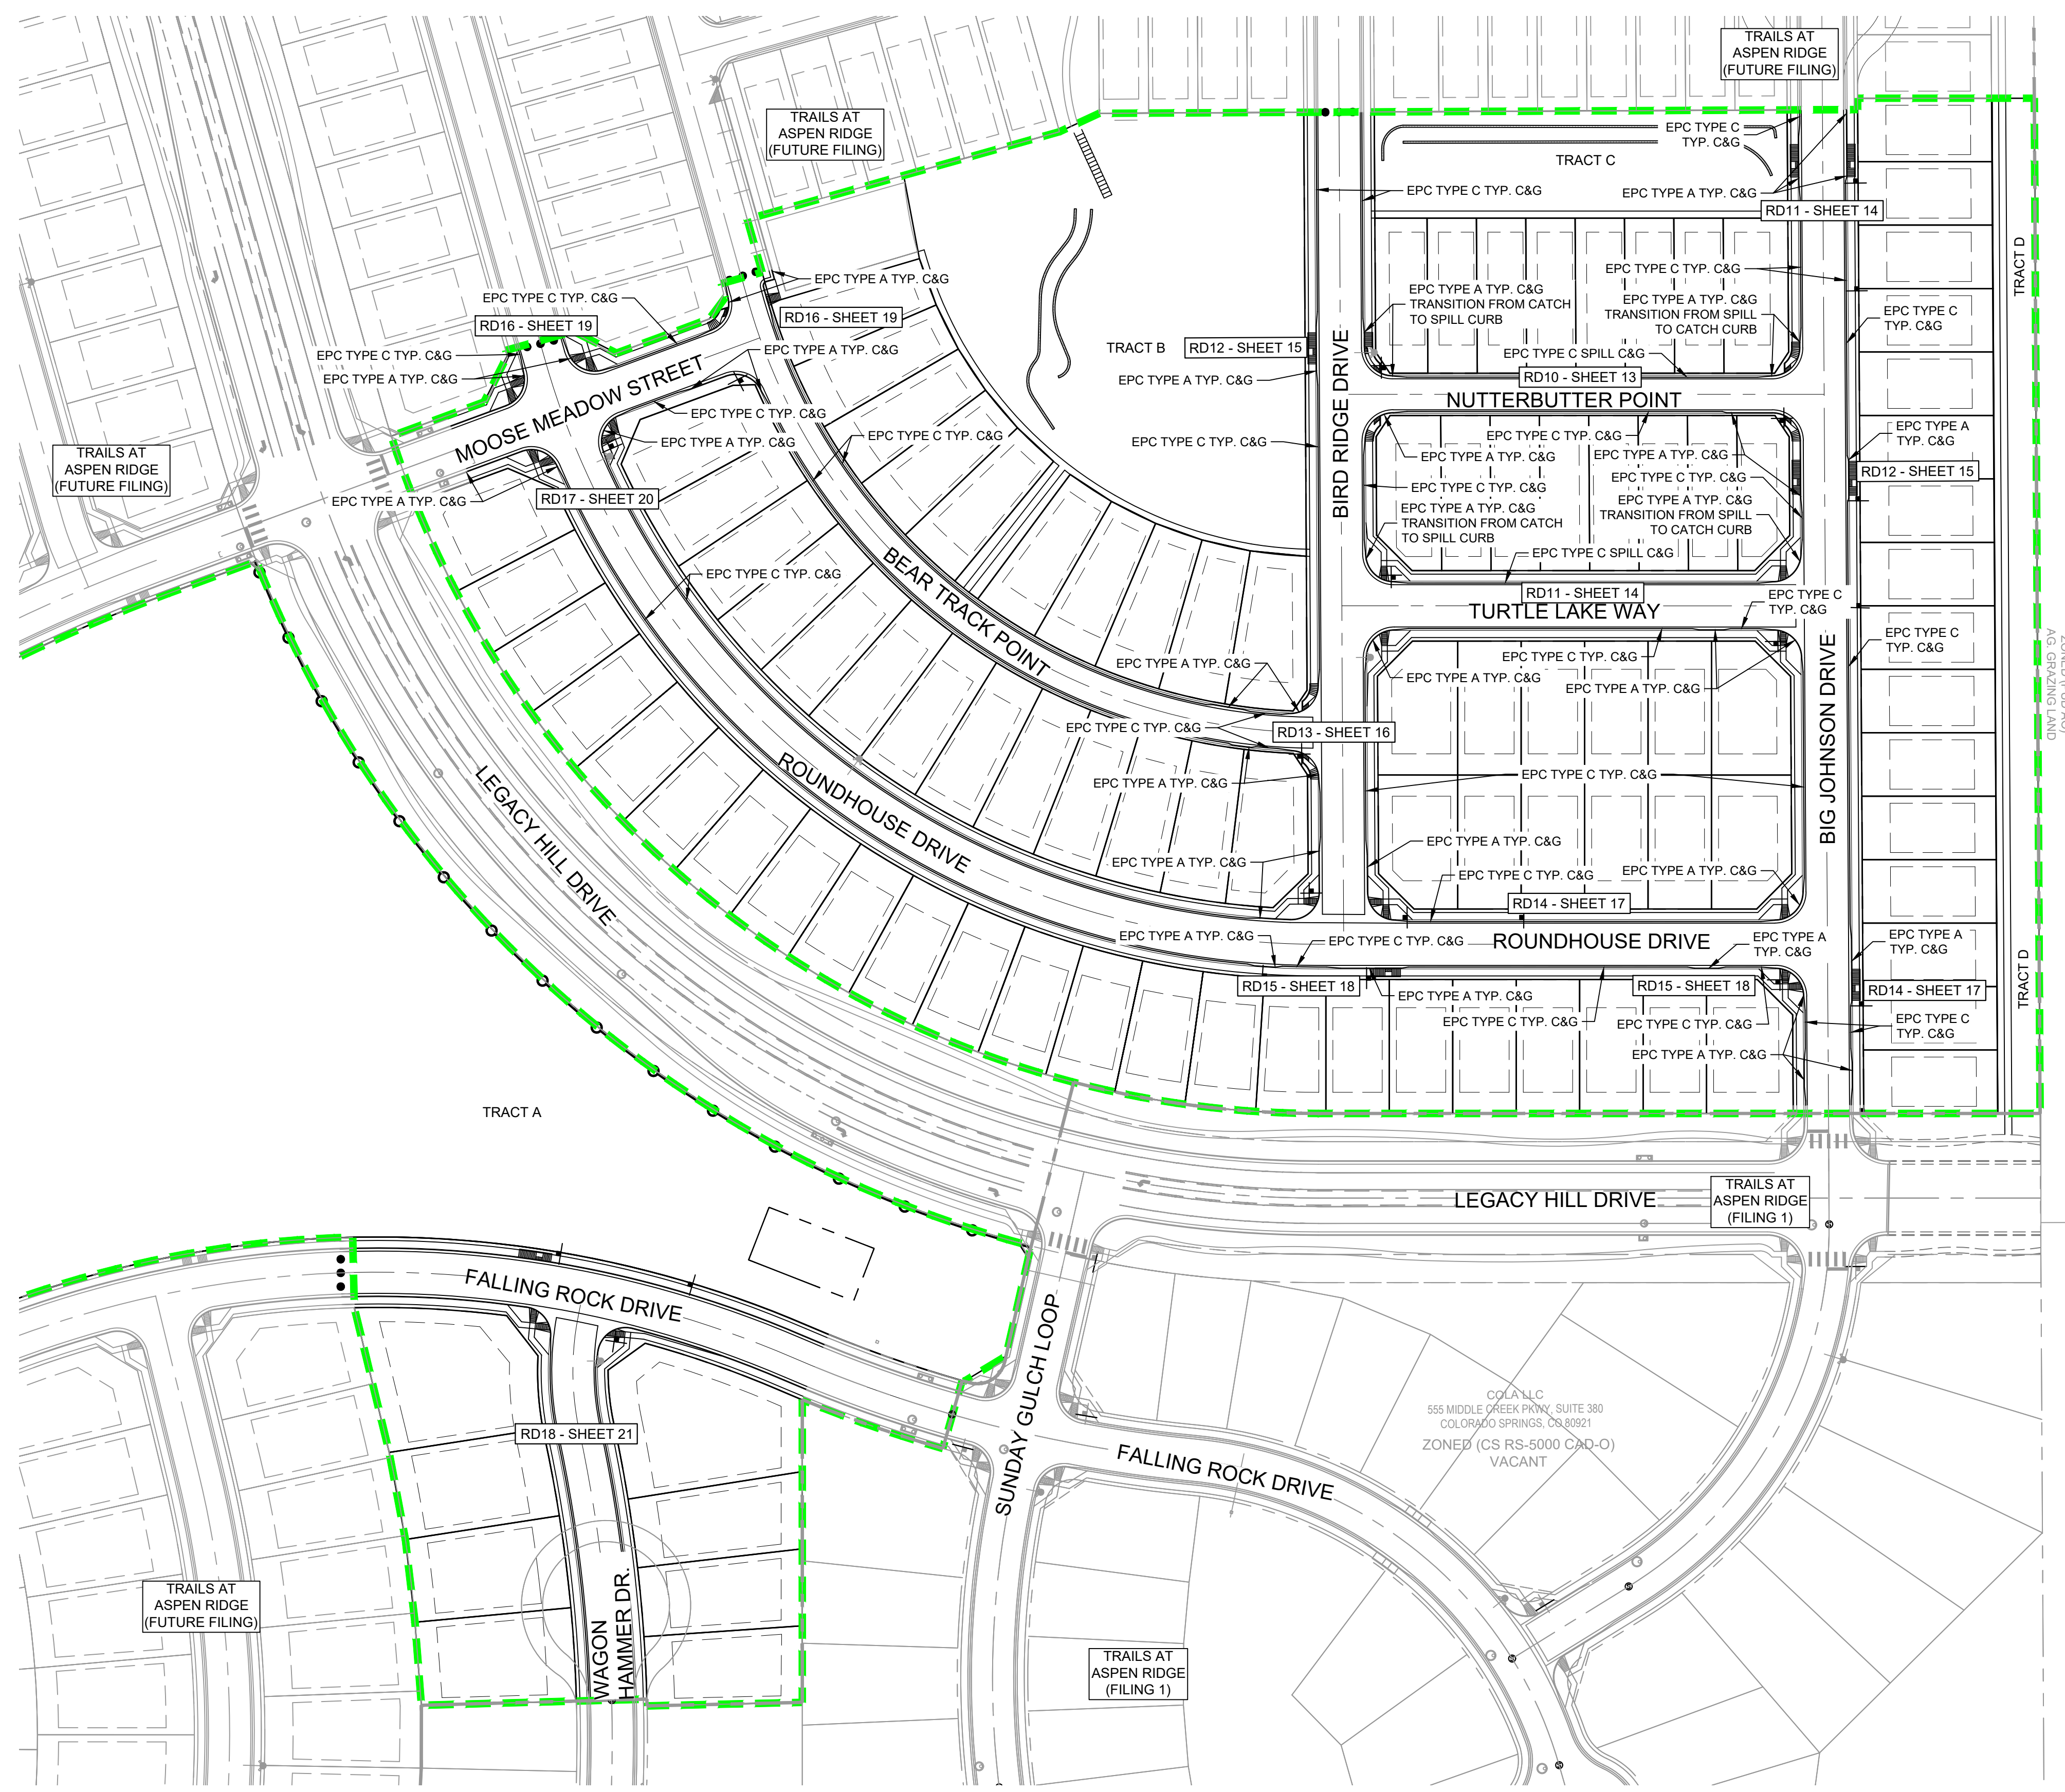 TRAILS AT
ASPEN RIDGE
(FUTURE FILING)
TRAILS AT
ASPEN RIDGE
(FUTURE FILING)
EPC TYPE C
TYP. C&G
TRACT C
EPC TYPE C TYP. C&G
EPC TYPE A TYP. C&G
RD11 - SHEET 14
TRACT D
EPC TYPE A TYP. C&G
EPC TYPE C TYP. C&G
EPC TYPE C TYP. C&G
RD16 - SHEET 19
RD16 - SHEET 19
EPC TYPE A TYP. C&G
TRANSITION FROM CATCH
TO SPILL CURB
EPC TYPE A TYP. C&G
TRANSITION FROM SPILL
TO CATCH CURB
EPC TYPE C
TYP. C&G
EPC TYPE C TYP. C&G
EPC TYPE A TYP. C&G
EPC TYPE A TYP. C&G
TRACT B
RD12 - SHEET 15
EPC TYPE C SPILL C&G
RD10 - SHEET 13
EPC TYPE A TYP. C&G
MOOSE MEADOW STREET
NUTTERBUTTER POINT
BIRD RIDGE DRIVE
EPC TYPE C TYP. C&G
EPC TYPE A TYP. C&G
EPC TYPE C TYP. C&G
EPC TYPE C TYP. C&G
EPC TYPE C TYP. C&G
EPC TYPE A
TYP. C&G
TRAILS AT
ASPEN RIDGE
(FUTURE FILING)
EPC TYPE A TYP. C&G
EPC TYPE A TYP. C&G
RD12 - SHEET 15
EPC TYPE C TYP. C&G
EPC TYPE C TYP. C&G
EPC TYPE A TYP. C&G
RD17 - SHEET 20
EPC TYPE A TYP. C&G
TRANSITION FROM CATCH
TO SPILL CURB
EPC TYPE A TYP. C&G
TRANSITION FROM SPILL
TO CATCH CURB
EPC TYPE C SPILL C&G
EPC TYPE C TYP. C&G
BEAR TRACK POINT
RD11 - SHEET 14
TURTLE LAKE WAY
EPC TYPE C
TYP. C&G
EPC TYPE C
TYP. C&G
BIG JOHNSON DRIVE
AG. GRAZING LAND
EPC TYPE A TYP. C&G
EPC TYPE C TYP. C&G
EPC TYPE A TYP. C&G
EPC TYPE A TYP. C&G
EPC TYPE C TYP. C&G
RD13 - SHEET 16
EPC TYPE A TYP. C&G
EPC TYPE C TYP. C&G
LEGACY HILL DRIVE
ROUNDHOUSE DRIVE
EPC TYPE A TYP. C&G
EPC TYPE A TYP. C&G
EPC TYPE C TYP. C&G
EPC TYPE A TYP. C&G
RD14 - SHEET 17
EPC TYPE A TYP. C&G
EPC TYPE C TYP. C&G
ROUNDHOUSE DRIVE
EPC TYPE A
TYP. C&G
EPC TYPE A
TYP. C&G
TRACT D
RD15 - SHEET 18
RD15 - SHEET 18
RD14 - SHEET 17
EPC TYPE A TYP. C&G
EPC TYPE C TYP. C&G
EPC TYPE C TYP. C&G
EPC TYPE C
TYP. C&G
EPC TYPE A TYP. C&G
TRACT A
LEGACY HILL DRIVE
TRAILS AT
ASPEN RIDGE
(FILING 1)
FALLING ROCK DRIVE
SUNDAY GULCH LOOP
COLA LLC
555 MIDDLE CREEK PKWY, SUITE 380
COLORADO SPRINGS, CO 80921
ZONED (CS RS-5000 CAD-O)
VACANT
RD18 - SHEET 21
FALLING ROCK DRIVE
WAGON
HAMMER DR.
TRAILS AT
ASPEN RIDGE
(FUTURE FILING)
TRAILS AT
ASPEN RIDGE
(FILING 1)